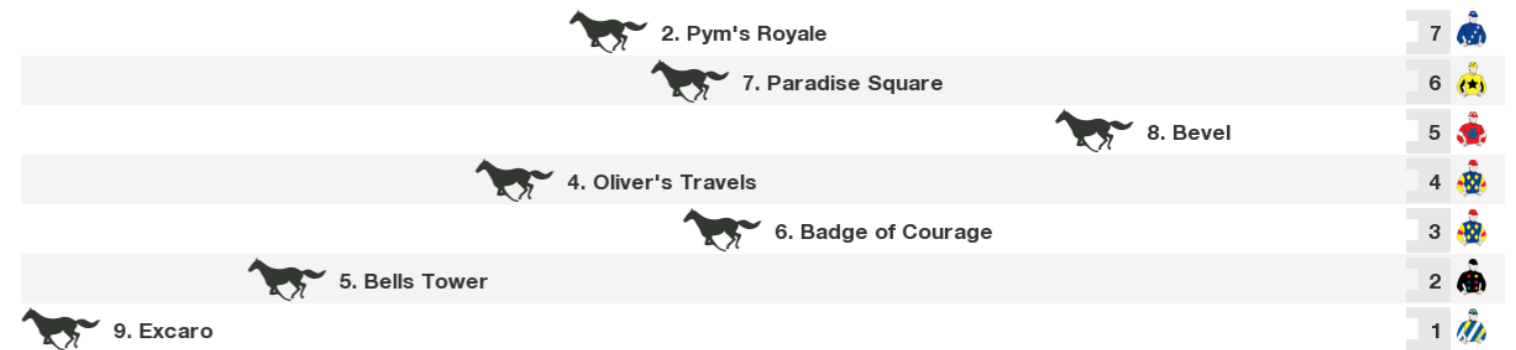 2. Pym's Royale 7
7. Paradise Square 6
8. Bevel 5
4. Oliver's Travels 4
6. Badge of Courage 3
5. Bells Tower 2
9. Excaro 1